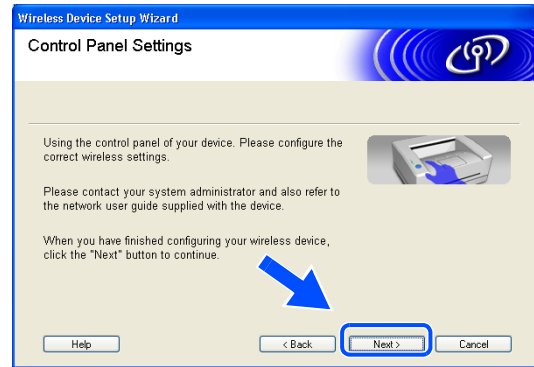 Wireless Device Setup Wizard
Control Panel Settings
Using the control panel of your device. Please configure the
correct wireless settings.
Please contact your system administrator and also refer to
the network user guide supplied with the device.
When you have finished configuring your wireless device,
click the "Next" button to continue.
Help
< Back
Next >
Cancel